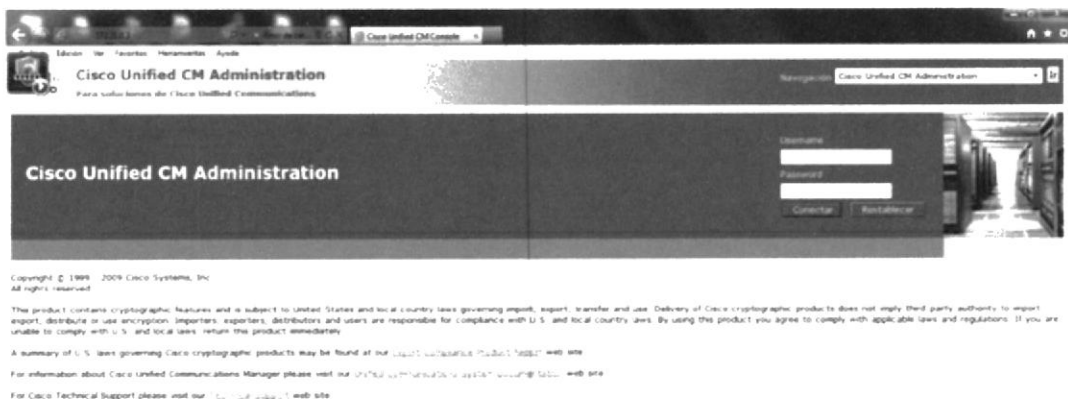 Cisco Unified CM Console
Edición Ver Favoritos Herramientas Ayuda
Cisco Unified CM Administration
Para soluciones de Cisco Unified Communications
Navegación Cisco Unified CM Administration Ir
Cisco Unified CM Administration
Username
Password
Conectar Restablecer
Copyright © 1999 - 2009 Cisco Systems, Inc.
All rights reserved.
This product contains cryptographic features and is subject to United States and local country laws governing import, export, transfer and use. Delivery of Cisco cryptographic products does not imply third party authority to import,
export, distribute or use encryption. Importers, exporters, distributors and users are responsible for compliance with U.S. and local country laws. By using this product you agree to comply with applicable laws and regulations. If you are
unable to comply with U.S. and local laws, return this product immediately.
A summary of U.S. laws governing Cisco cryptographic products may be found at our web site
For information about Cisco Unified Communications Manager please visit our web site
For Cisco Technical Support please visit our web site